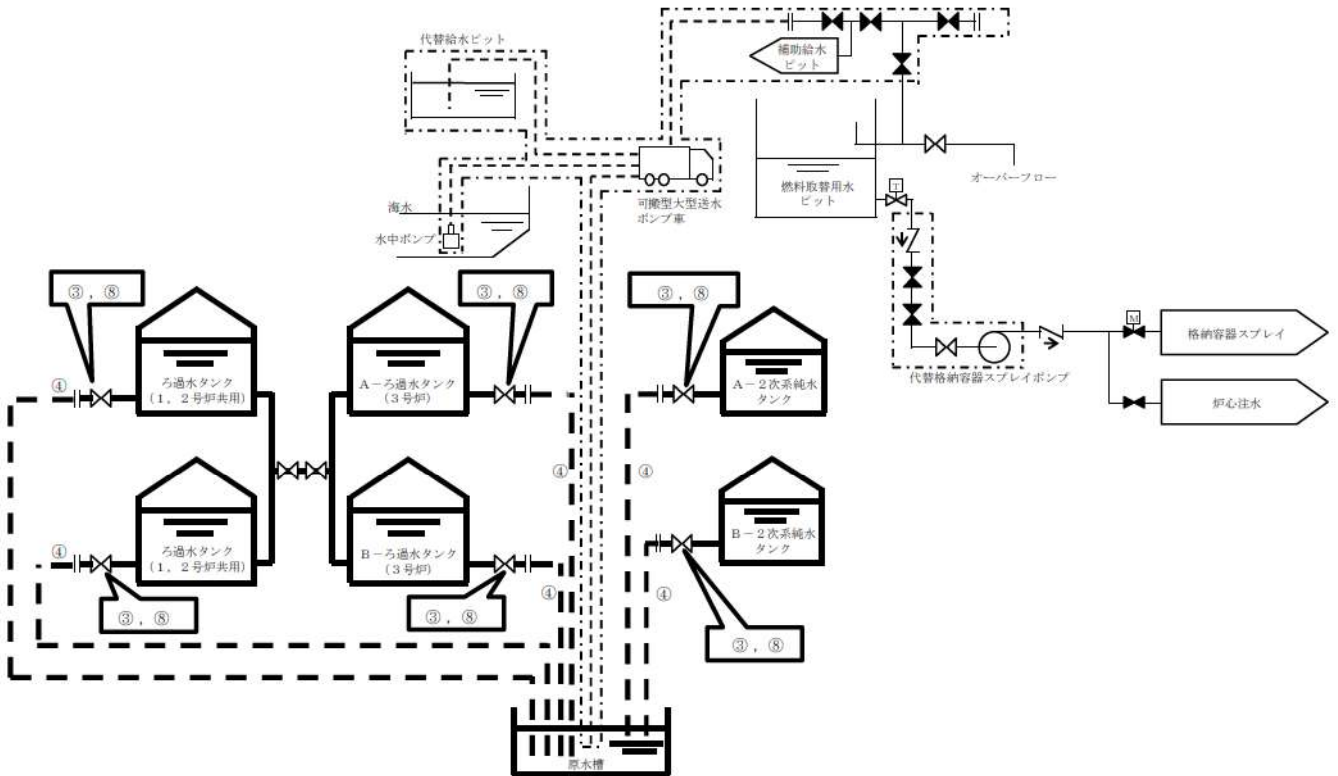 代替給水ピット
補助給水
ピット
オーバーフロー
燃料取替用水
ピット
T
可搬型大型送水
ポンプ車
海水
水中ポンプ
M
格納容器スプレイ
代替格納容器スプレイポンプ
炉心注水
③，⑧
③，⑧
③，⑧
④
ろ過水タンク
(1，2号炉共用)
A－ろ過水タンク
(3号炉)
A－2次系純水
タンク
④
④
④
ろ過水タンク
(1，2号炉共用)
B－ろ過水タンク
(3号炉)
B－2次系純水
タンク
④
④
③，⑧
③，⑧
③，⑧
原水槽